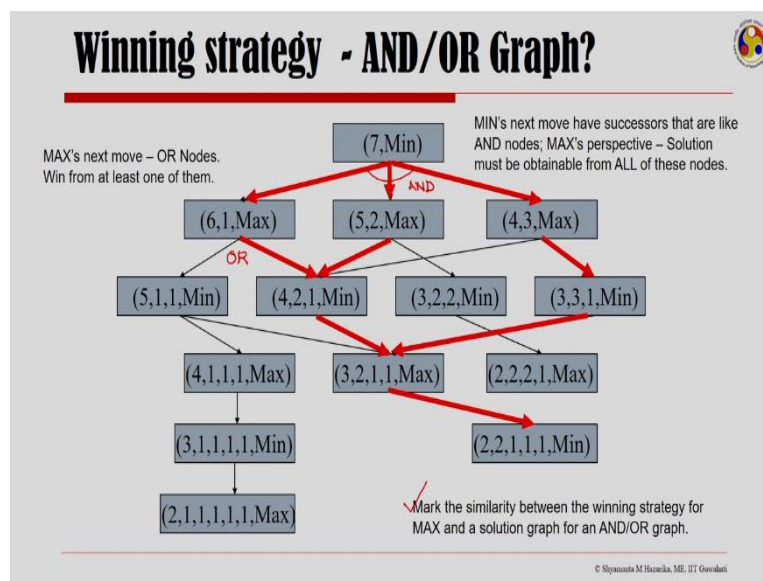 Winning strategy - AND/OR Graph?
MAX's next move – OR Nodes.
Win from at least one of them.
MIN's next move have successors that are like
AND nodes; MAX's perspective – Solution
must be obtainable from ALL of these nodes.
(7,Min)
AND
(6,1,Max) (5,2,Max) (4,3,Max)
OR
(5,1,1,Min) (4,2,1,Min) (3,2,2,Min) (3,3,1,Min)
(4,1,1,1,Max) (3,2,1,1,Max) (2,2,2,1,Max)
(3,1,1,1,1,Min) (2,2,1,1,1,Min)
(2,1,1,1,1,1,Max)
Mark the similarity between the winning strategy for
MAX and a solution graph for an AND/OR graph.
© Shyamanta M Hazarika, ME, IIT Guwahati